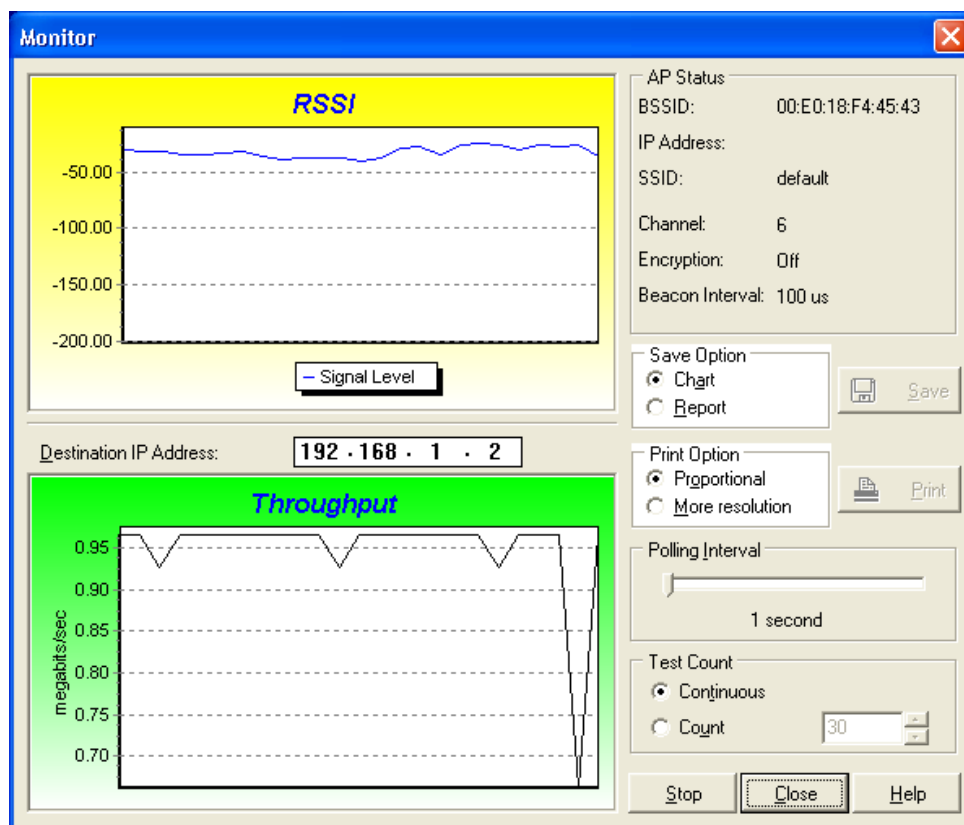 Monitor
RSSI
-50.00
-100.00
-150.00
-200.00
Signal Level
Destination IP Address: 192 . 168 . 1 . 2
Throughput
megabits/sec
0.95
0.90
0.85
0.80
0.75
0.70
AP Status
BSSID: 00:E0:18:F4:45:43
IP Address:
SSID: default
Channel: 6
Encryption: Off
Beacon Interval: 100 us
Save Option
Chart
Report
Save
Print Option
Proportional
More resolution
Print
Polling Interval
1 second
Test Count
Continuous
Count 30
Stop Close Help